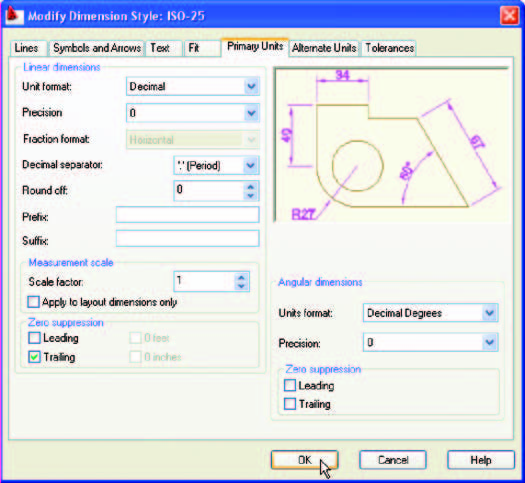 Modify Dimension Style: ISO-25
Lines Symbols and Arrows Text Fit Primary Units Alternate Units Tolerances
Linear dimensions
Unit format: Decimal
Precision 0
Fraction format: Horizontal
Decimal separator: '.' (Period)
Round off: 0
Prefix:
Suffix:
Measurement scale
Scale factor: 1
Apply to layout dimensions only
Zero suppression
Leading 0 feet
Trailing 0 inches
34
49
67
60°
R27
Angular dimensions
Units format: Decimal Degrees
Precision: 0
Zero suppression
Leading
Trailing
OK Cancel Help